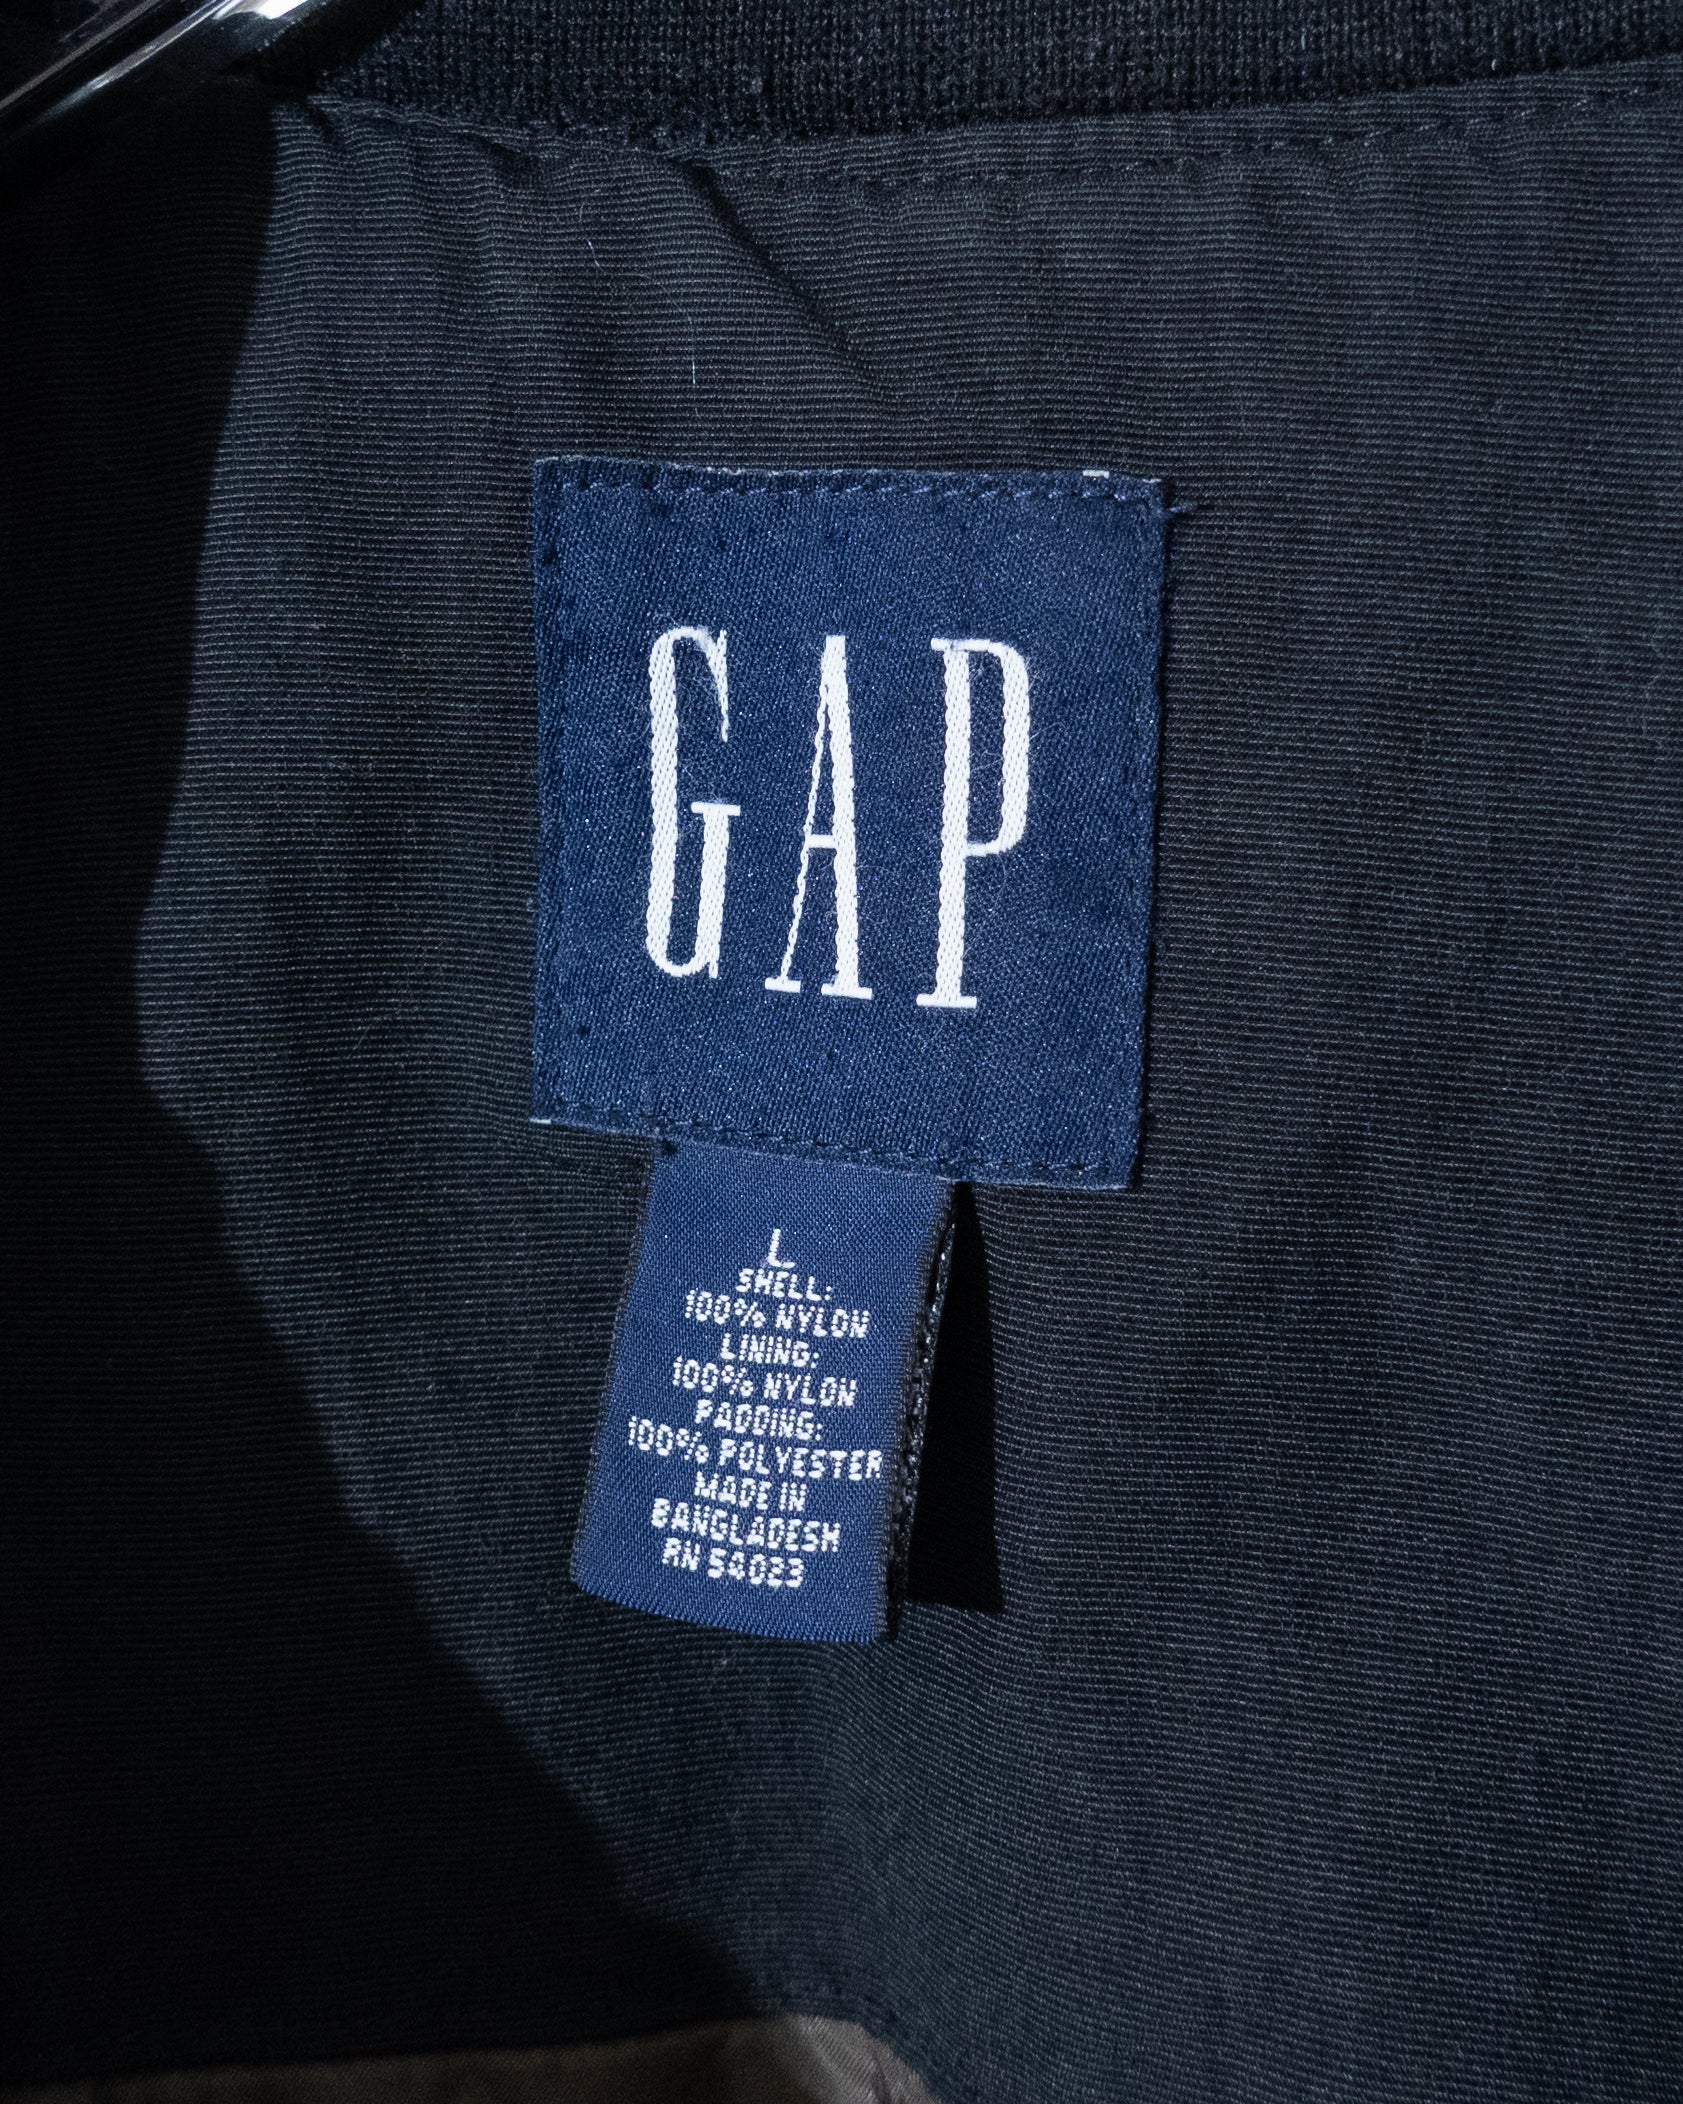 GAP
L
SHELL:
100% NYLON
LINING:
100% NYLON
PADDING:
100% POLYESTER
MADE IN
BANGLADESH
RN 54023